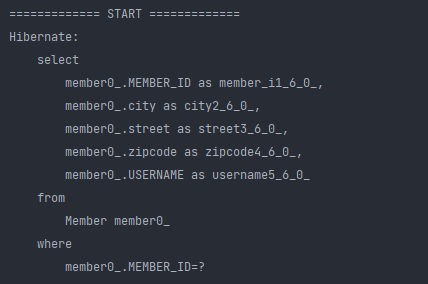 ============= START =============
Hibernate:
    select
        member0_.MEMBER_ID as member_i1_6_0_,
        member0_.city as city2_6_0_,
        member0_.street as street3_6_0_,
        member0_.zipcode as zipcode4_6_0_,
        member0_.USERNAME as username5_6_0_
    from
        Member member0_
    where
        member0_.MEMBER_ID=?